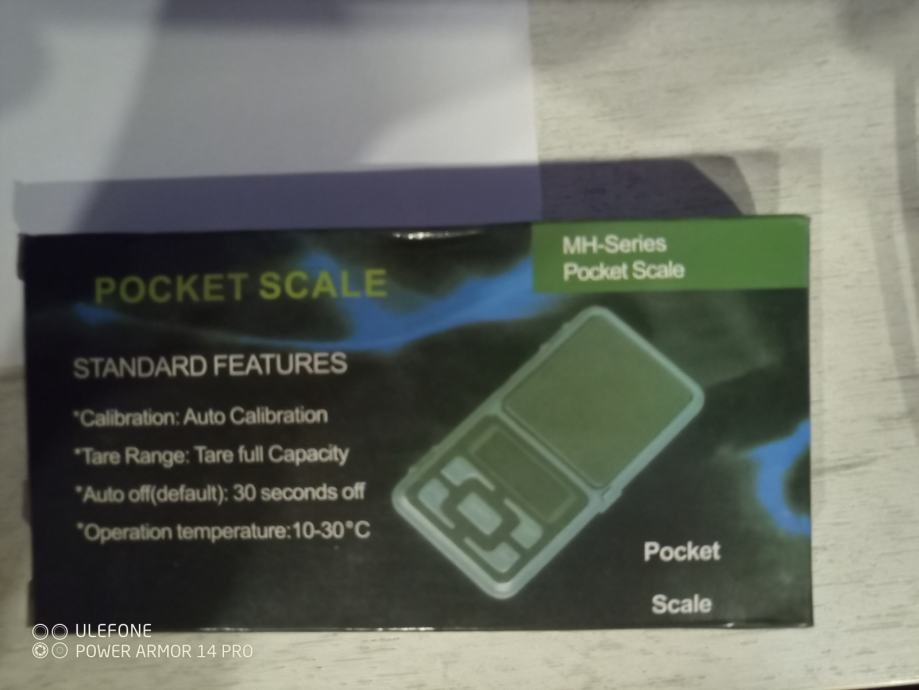 MH-Series
Pocket Scale
POCKET SCALE
STANDARD FEATURES
*Calibration: Auto Calibration
*Tare Range: Tare full Capacity
*Auto off(default): 30 seconds off
*Operation temperature:10-30°C
Pocket
Scale
ULEFONE
POWER ARMOR 14 PRO